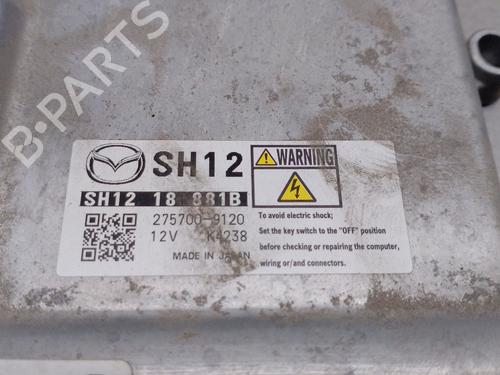 B-PARTS
SH12
WARNING
SH12 18 881B
275700-9120
12V K4238
MADE IN JAPAN
To avoid electric shock;
Set the key switch to the "OFF" position
before checking or repairing the computer,
wiring or/and connectors.